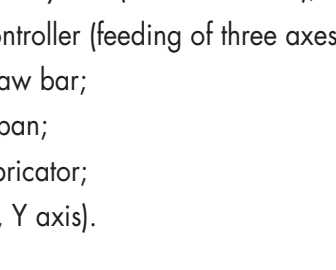 ontroller (feeding of three axes
aw bar;
pan;
bricator;
, Y axis).